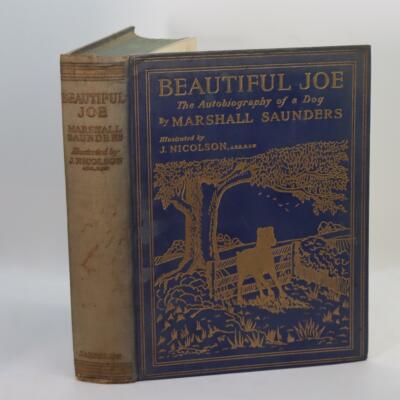 BEAUTIFUL
JOE
MARSHALL
SAUNDERS
Illustrated by
J. NICOLSON
JARROLDS
BEAUTIFUL JOE
The Autobiography of a Dog
By MARSHALL SAUNDERS
Illustrated by
J. NICOLSON,